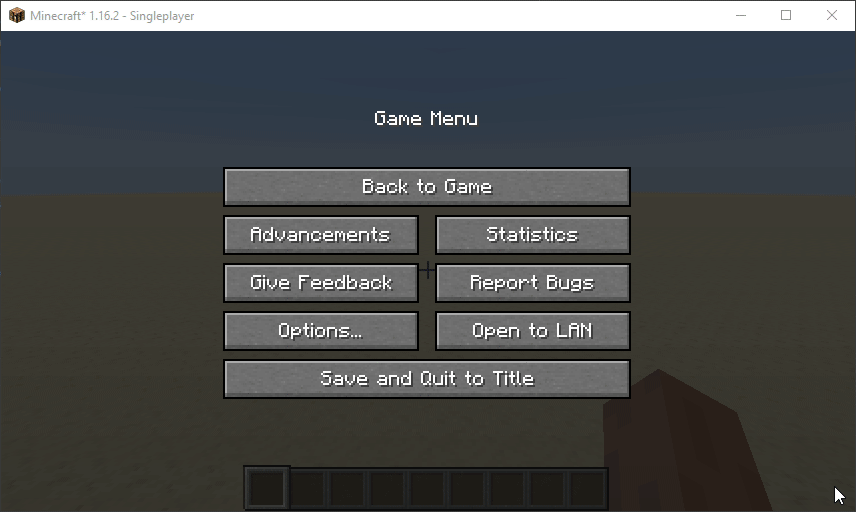 Minecraft* 1.16.2 - Singleplayer
Game Menu
Back to Game
Advancements
Statistics
Give Feedback
Report Bugs
Options...
Open to LAN
Save and Quit to Title